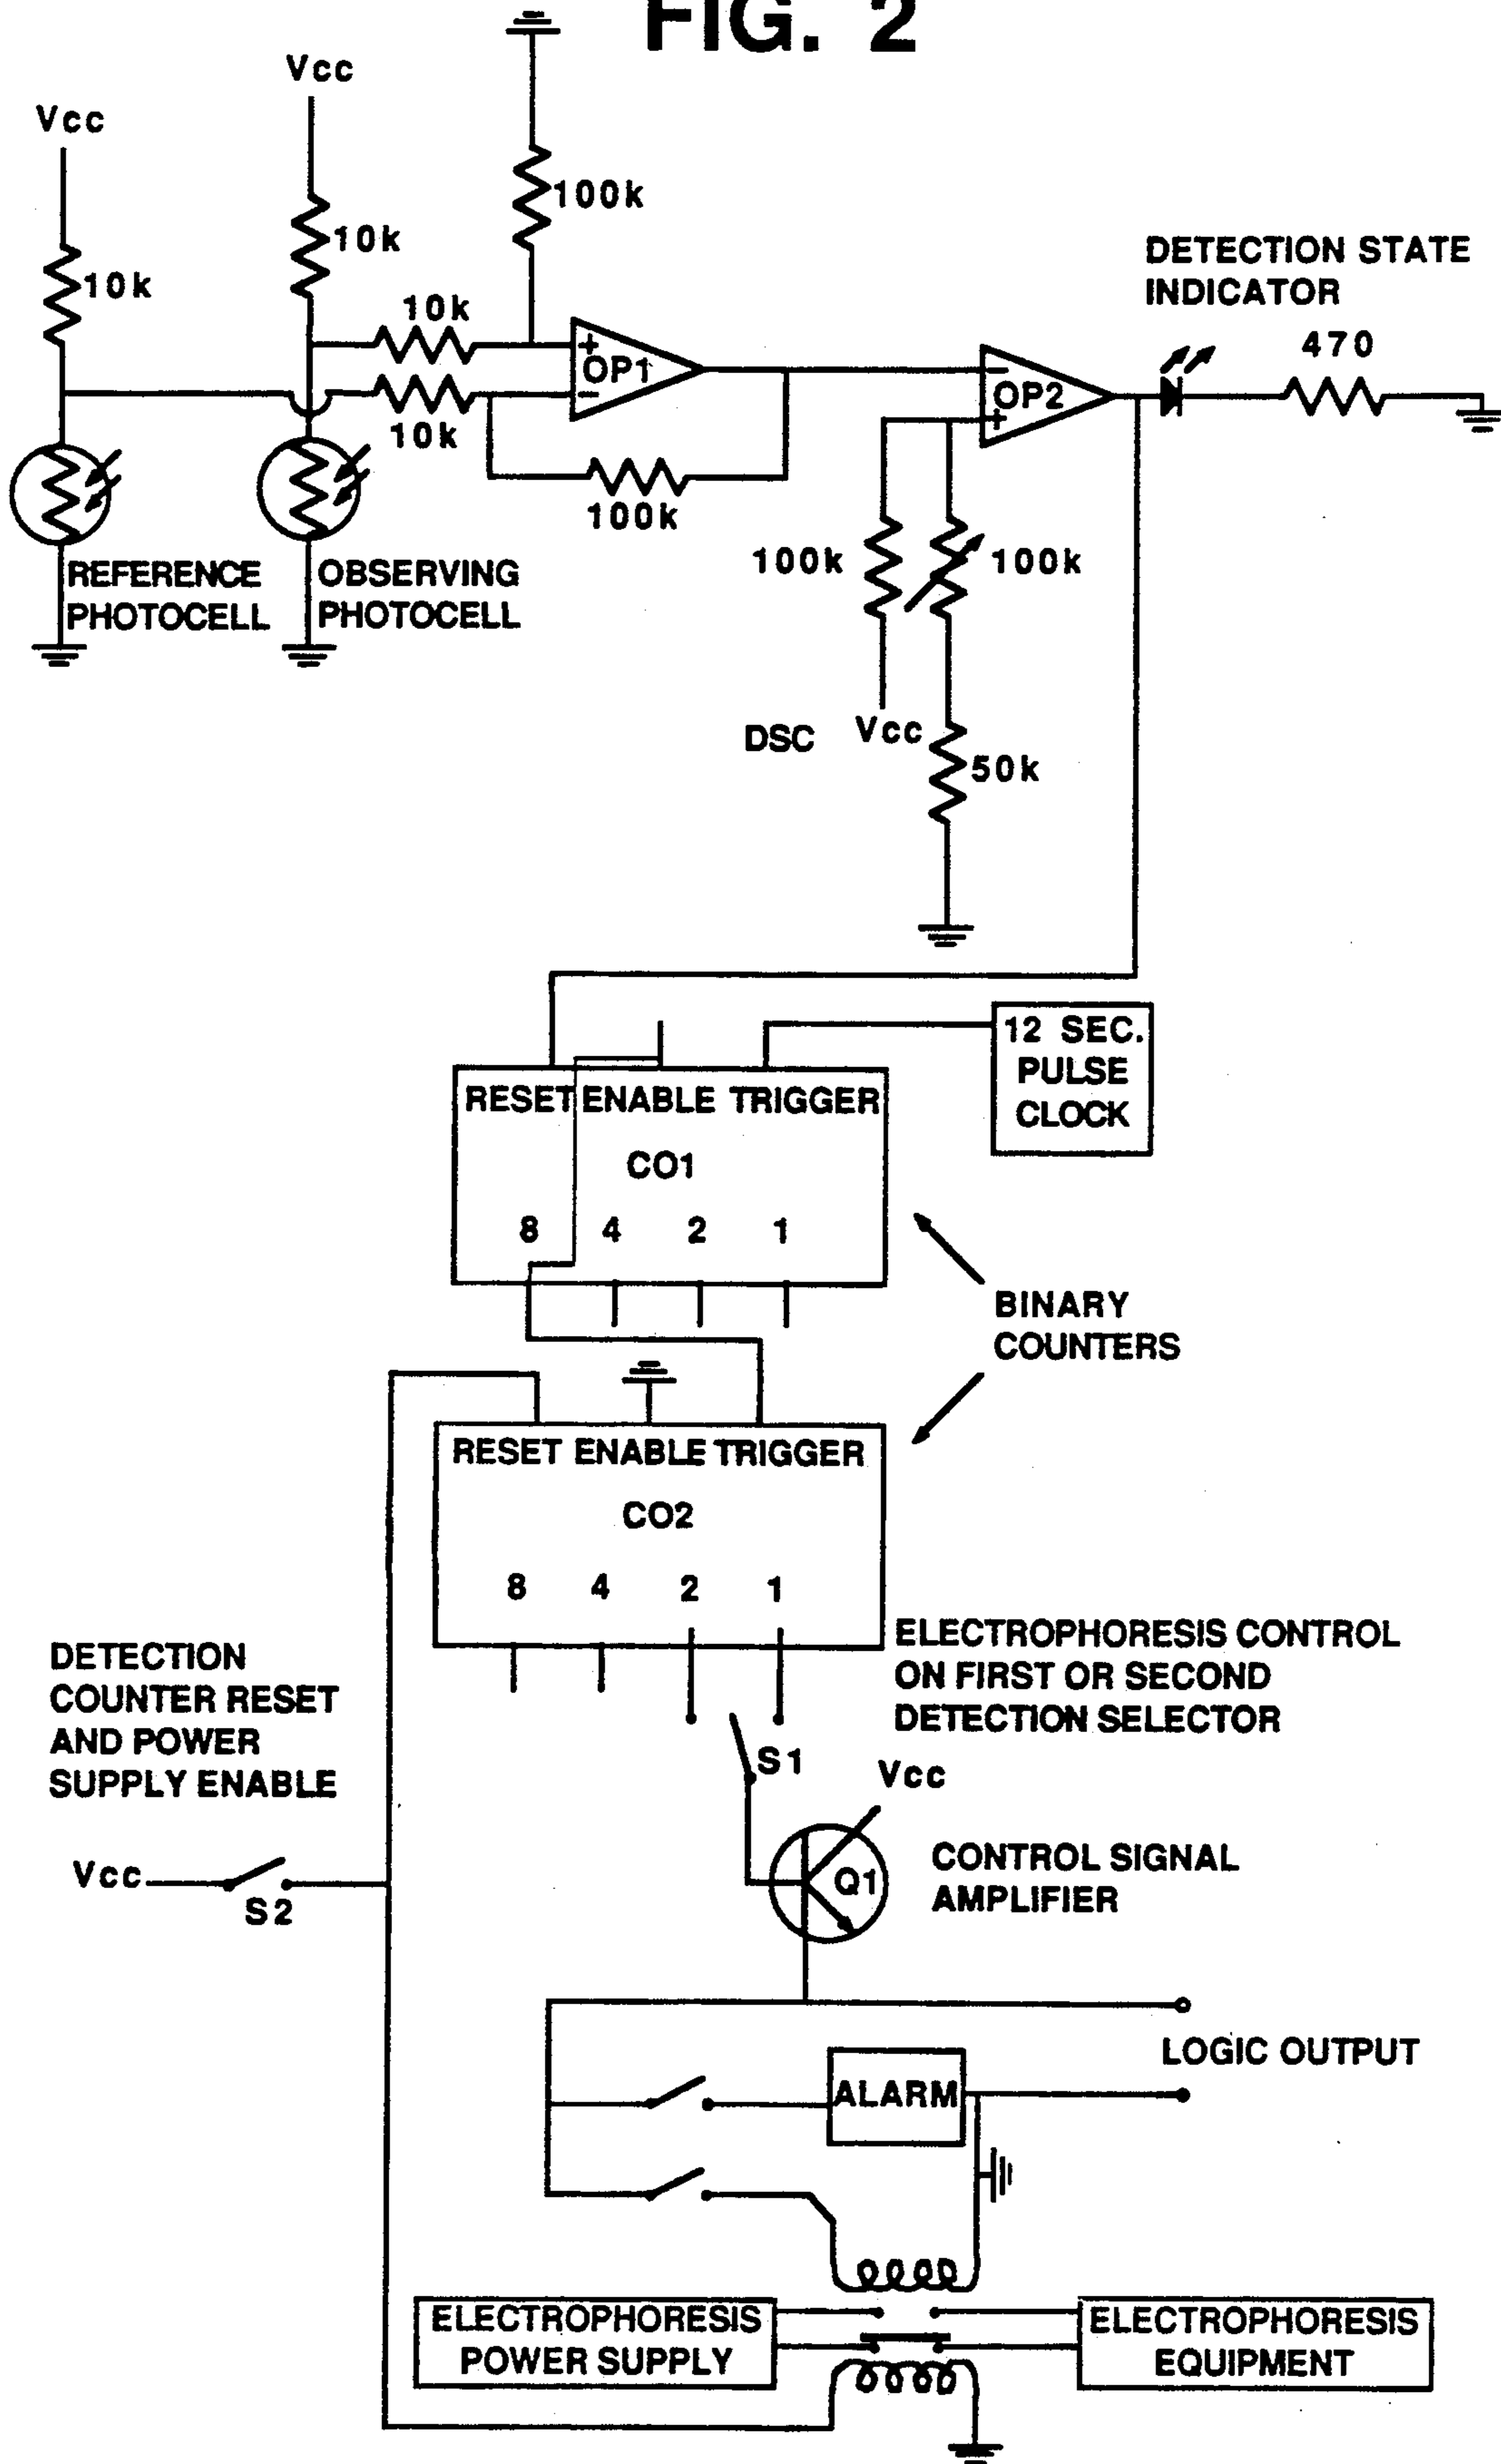 FIG. 2
Vcc
Vcc
100k
10k
10k
DETECTION STATE
INDICATOR
10k
470
+
OP1
-
-
OP2
+
10k
100k
100k
100k
REFERENCE
PHOTOCELL
OBSERVING
PHOTOCELL
DSC
Vcc
50k
12 SEC.
PULSE
CLOCK
RESET ENABLE TRIGGER
CO1
8 4 2 1
BINARY
COUNTERS
RESET ENABLE TRIGGER
CO2
8 4 2 1
ELECTROPHORESIS CONTROL
ON FIRST OR SECOND
DETECTION SELECTOR
DETECTION
COUNTER RESET
AND POWER
SUPPLY ENABLE
S1
Vcc
Vcc
S2
Q1
CONTROL SIGNAL
AMPLIFIER
LOGIC OUTPUT
ALARM
ELECTROPHORESIS
POWER SUPPLY
ELECTROPHORESIS
EQUIPMENT